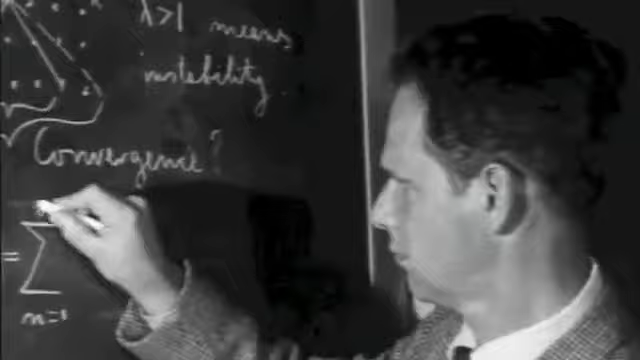 λ>1 means
instability.
Convergence?
= Σ
n=1